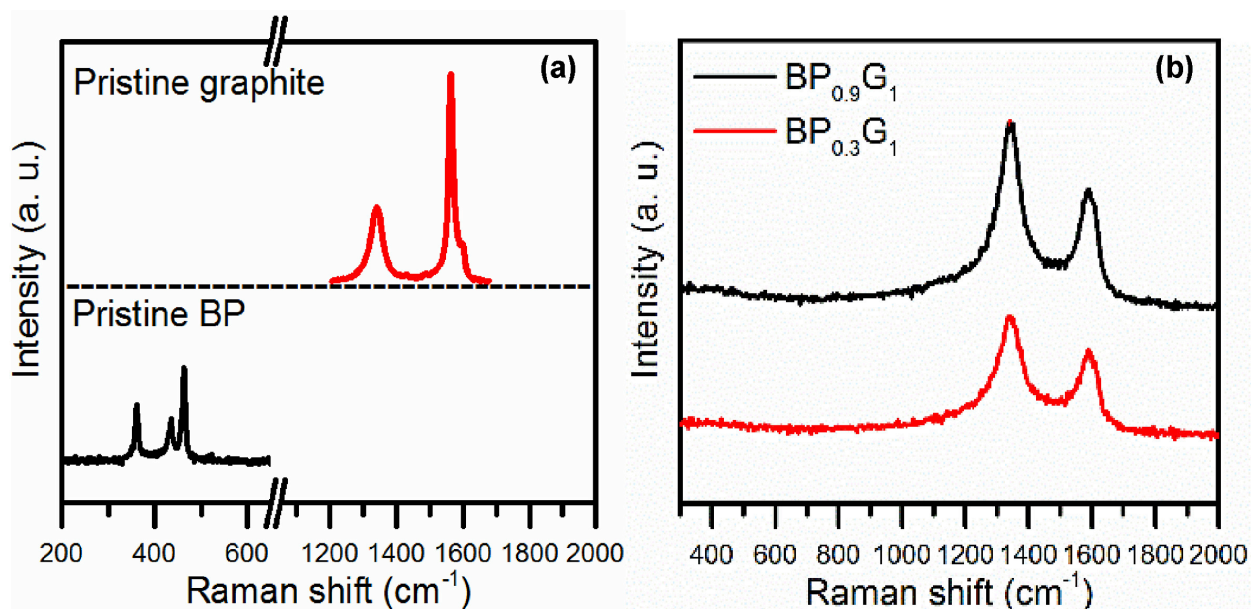 (a)
Pristine graphite
Pristine BP
Intensity (a. u.)
200 400 600 1200 1400 1600 1800 2000
Raman shift (cm⁻¹)
(b)
BP₀.₉G₁
BP₀.₃G₁
Intensity (a. u.)
400 600 800 1000 1200 1400 1600 1800 2000
Raman shift (cm⁻¹)